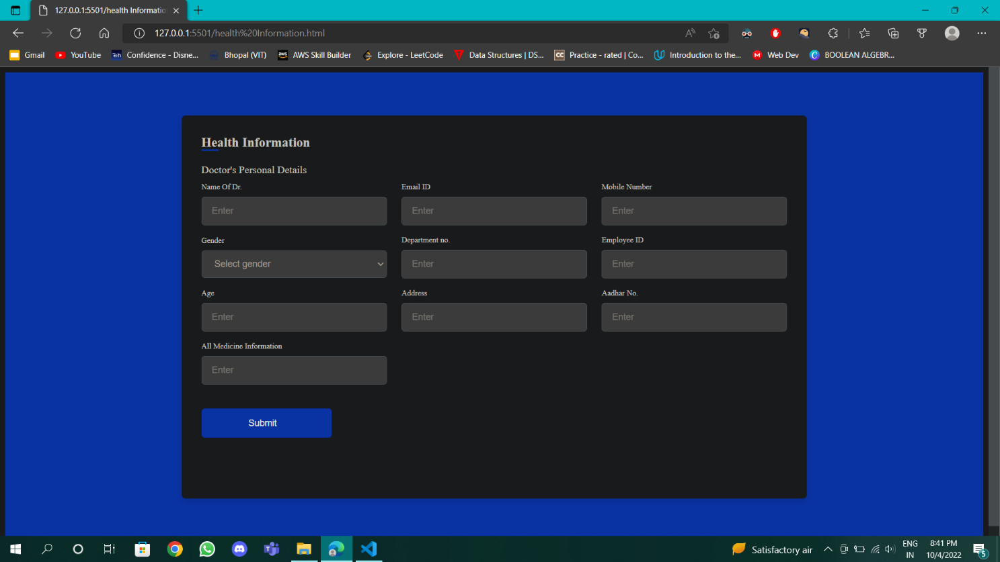 127.0.0.1:5501/health Informatio
127.0.0.1:5501/health%20Information.html
Gmail YouTube Confidence - Disne... Bhopal (VIT) AWS Skill Builder Explore - LeetCode Data Structures | DS... Practice - rated | Co... Introduction to the... Web Dev BOOLEAN ALGEBR...
Health Information
Doctor's Personal Details
Name Of Dr. Email ID Mobile Number
Enter Enter Enter
Gender Department no. Employee ID
Select gender Enter Enter
Age Address Aadhar No.
Enter Enter Enter
All Medicine Information
Enter
Submit
Satisfactory air ENG 8:41 PM
IN 10/4/2022 5